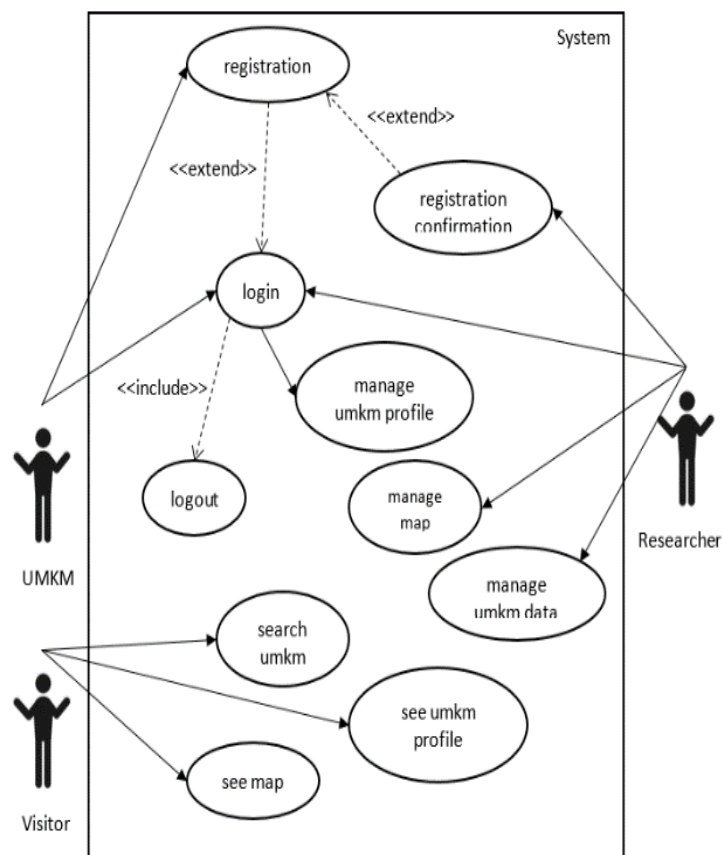 System
registration
<<extend>>
<<extend>>
registration
confirmation
login
<<include>>
manage
umkm profile
logout
manage
map
Researcher
UMKM
manage
umkm data
search
umkm
see umkm
profile
see map
Visitor